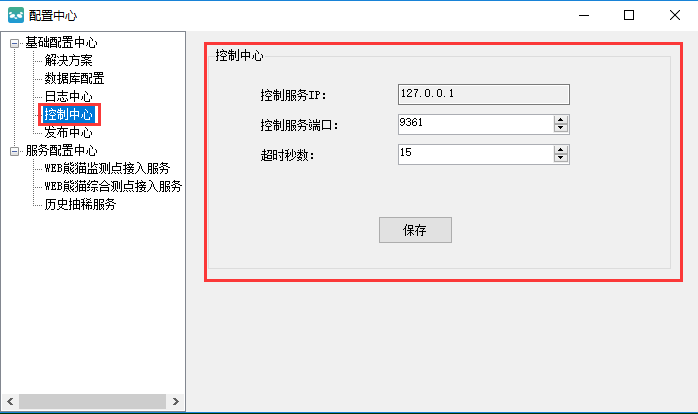 配置中心
基础配置中心
解决方案
数据库配置
日志中心
控制中心
发布中心
服务配置中心
WEB熊猫监测点接入服务
WEB熊猫综合测点接入服务
历史抽稀服务
控制中心
控制服务IP： 127.0.0.1
控制服务端口： 9361
超时秒数： 15
保存